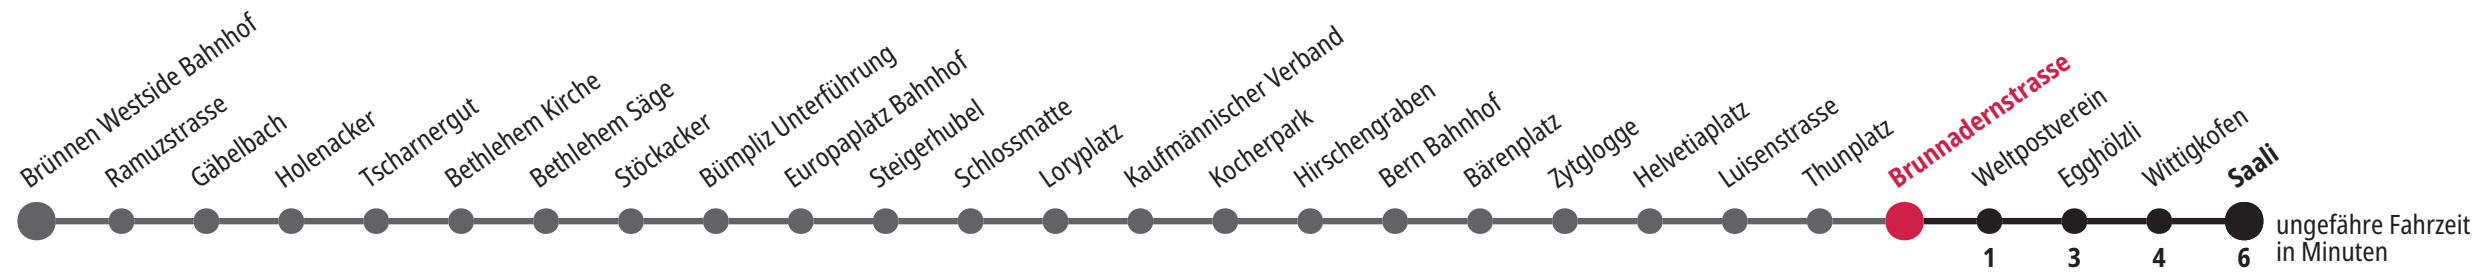 Brünnen Westside Bahnhof
Ramuzstrasse
Gäbelbach
Holenacker
Tscharnergut
Bethlehem Kirche
Bethlehem Säge
Stöckacker
Bümpliz Unterführung
Europaplatz Bahnhof
Steigerhubel
Schlossmatte
Loryplatz
Kaufmännischer Verband
Kocherpark
Hirschengraben
Bern Bahnhof
Bärenplatz
Zytglogge
Helvetiaplatz
Luisenstrasse
Thunplatz
Brunnadernstrasse
Weltpostverein
Egghölzli
Wittigkofen
Saali
1 3 4 6
ungefähre Fahrzeit
in Minuten